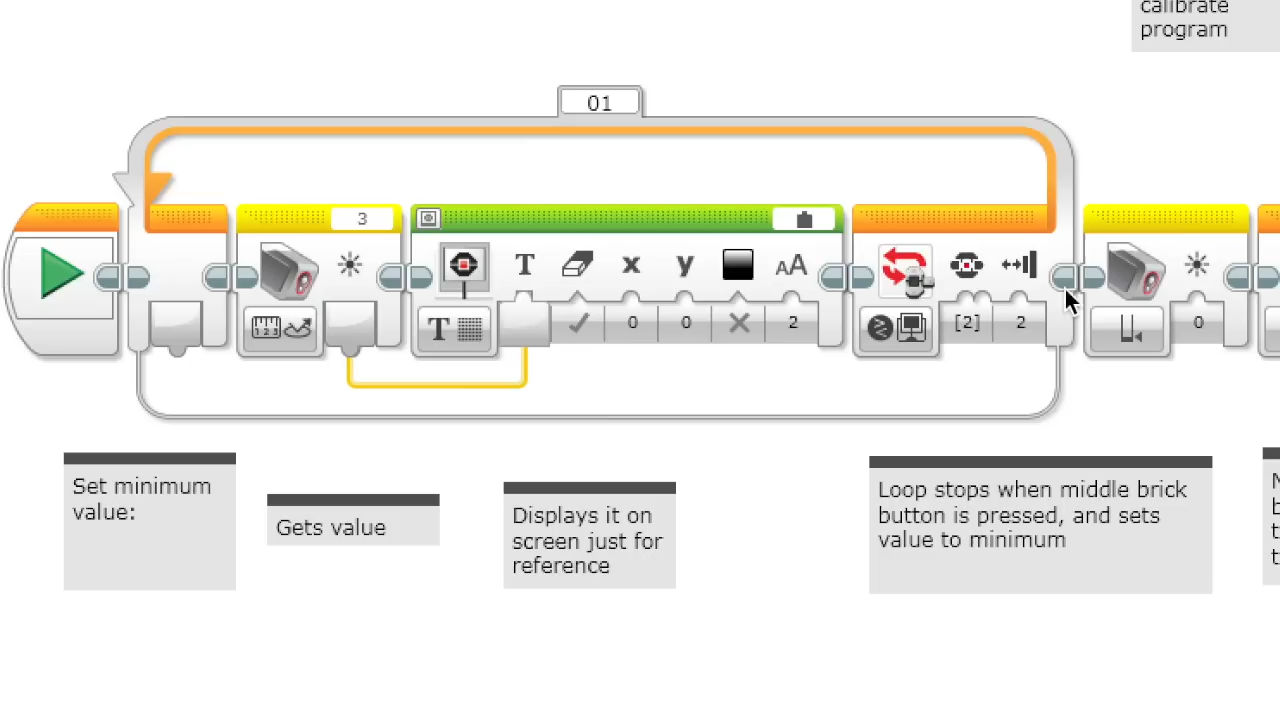 calibrate
program
01
3
T
x
y
AA
T
0
0
2
[2]
2
0
Set minimum
value:
Gets value
Displays it on
screen just for
reference
Loop stops when middle brick
button is pressed, and sets
value to minimum